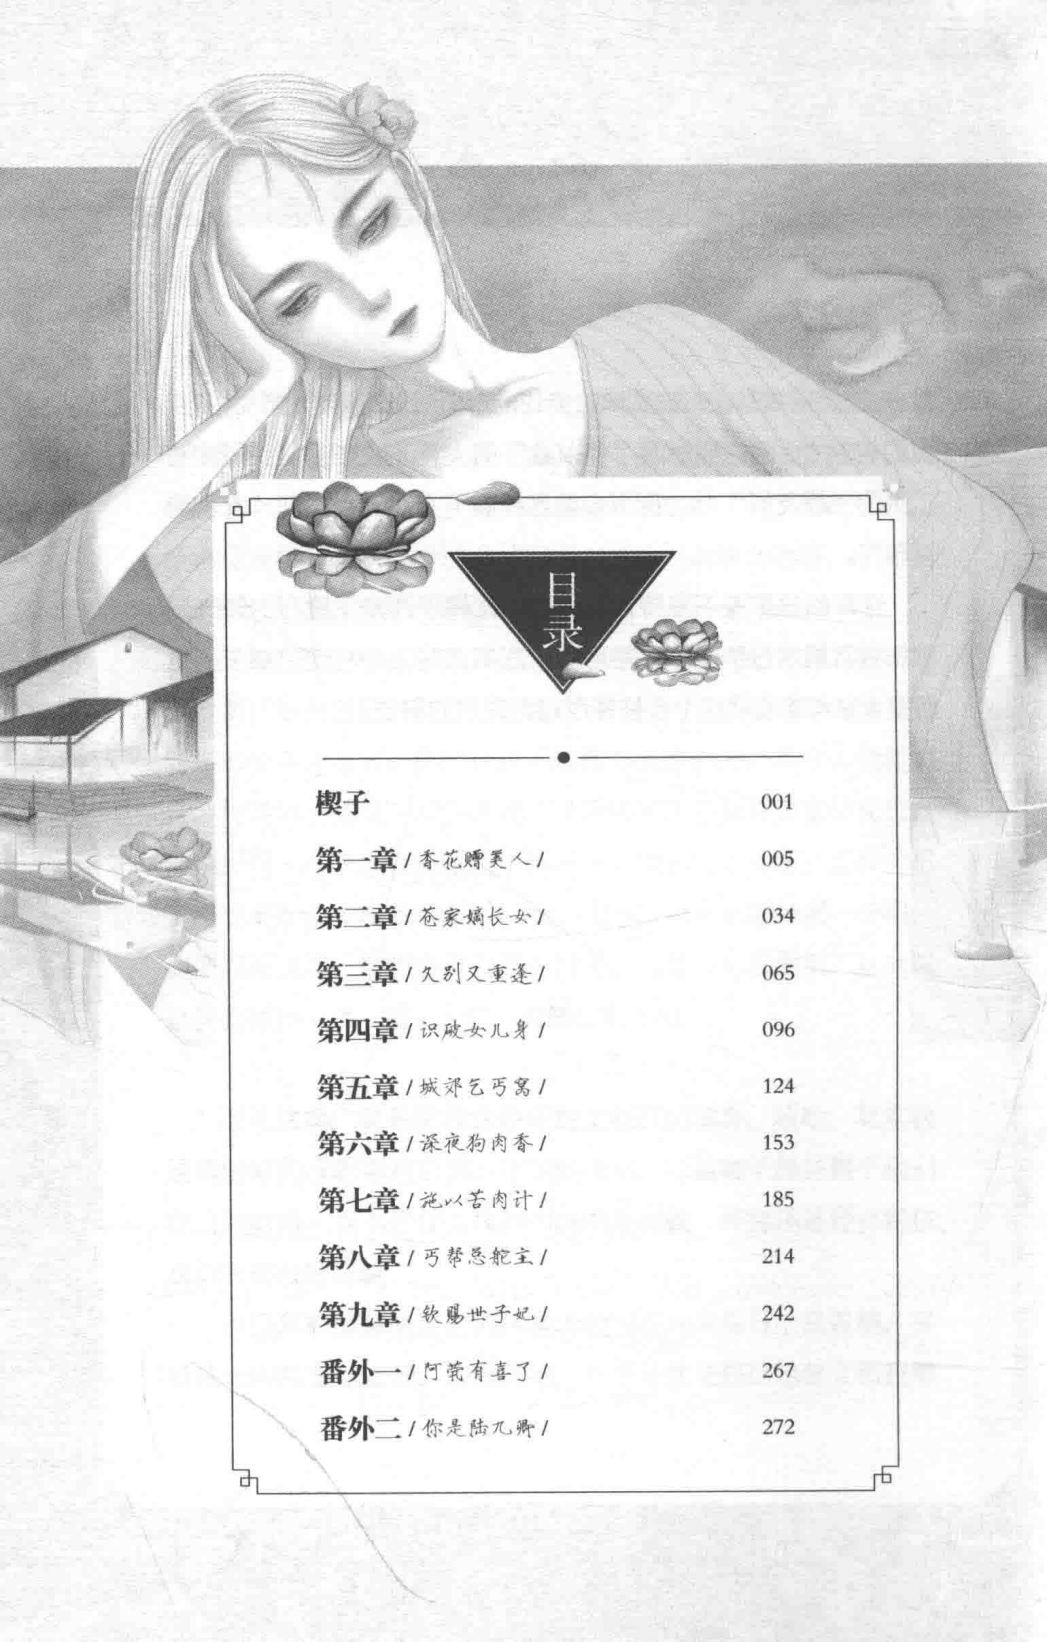 目
录
楔子 001
第一章 / 香花赠美人 / 005
第二章 / 苍家嫡长女 / 034
第三章 / 久别又重逢 / 065
第四章 / 识破女儿身 / 096
第五章 / 城郊乞丐窝 / 124
第六章 / 深夜狗肉香 / 153
第七章 / 施以苦肉计 / 185
第八章 / 丐帮总舵主 / 214
第九章 / 钦赐世子妃 / 242
番外一 / 阿莞有喜了 / 267
番外二 / 你是陆九卿 / 272